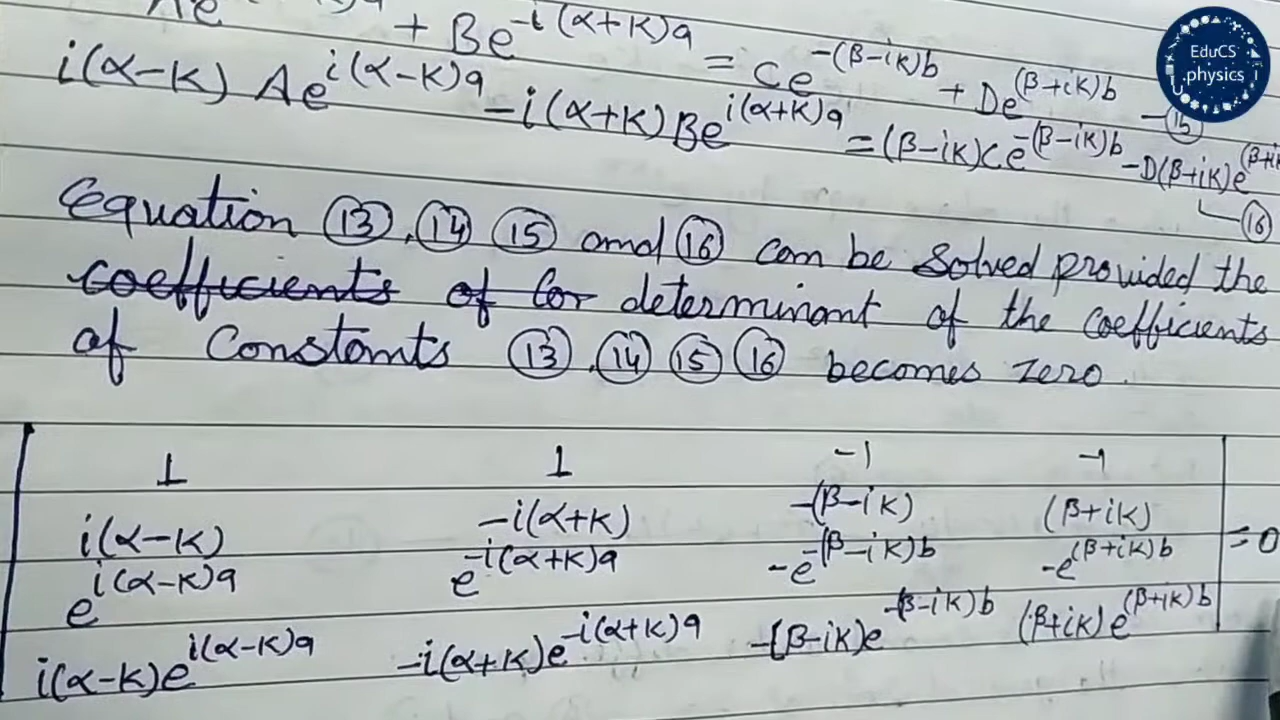 Ae
+ Be^{-i(α+K)a} = Ce^{-(β-iK)b} + De^{(β+iK)b} —(15)
i(α-K) Ae^{i(α-K)a} -i(α+K)Be^{i(α+K)a} = (β-iK)Ce^{-(β-iK)b} -D(β+iK)e^{(β+iK
(16)
EduCS
.physics
Equation (13), (14) (15) and (16) can be solved provided the
coefficients of for determinant of the coefficients
of Constants (13), (14) (15) (16) becomes zero.
1 1 -1 -1
i(α-K) -i(α+K) -(β-iK) (β+iK)
e^{i(α-K)a} e^{-i(α+K)a} -e^{-(β-iK)b} -e^{(β+iK)b} = 0
i(α-K)e^{i(α-K)a} -i(α+K)e^{-i(α+K)a} -(β-iK)e^{-(β-iK)b} (β+iK)e^{(β+iK)b}